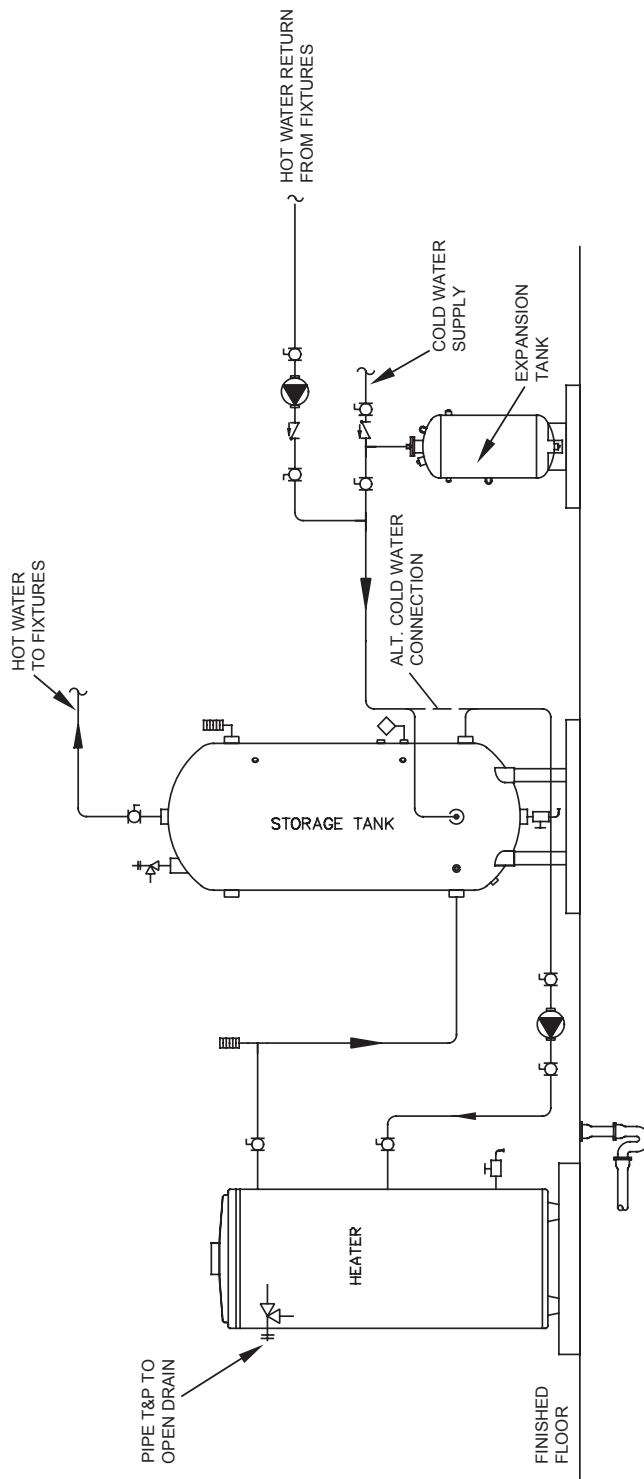 PIPE T&P TO
OPEN DRAIN
HEATER
FINISHED
FLOOR
HOT WATER
TO FIXTURES
STORAGE TANK
ALT. COLD WATER
CONNECTION
HOT WATER RETURN
FROM FIXTURES
COLD WATER
SUPPLY
EXPANSION
TANK